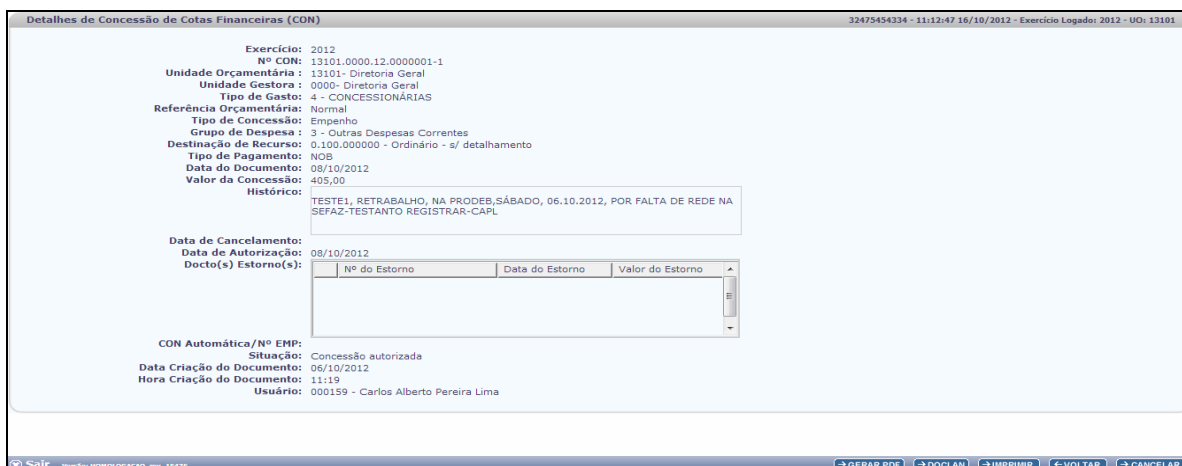 Detalhes de Concessão de Cotas Financeiras (CON) 32475454334 - 11:12:47 16/10/2012 - Exercício Logado: 2012 - UO: 13101
Exercício: 2012
Nº CON: 13101.0000.12.0000001-1
Unidade Orçamentária : 13101- Diretoria Geral
Unidade Gestora : 0000- Diretoria Geral
Tipo de Gasto: 4 - CONCESSIONÁRIAS
Referência Orçamentária: Normal
Tipo de Concessão: Empenho
Grupo de Despesa : 3 - Outras Despesas Correntes
Destinação de Recurso: 0.100.000000 - Ordinário - s/ detalhamento
Tipo de Pagamento: NOB
Data do Documento: 08/10/2012
Valor da Concessão: 405,00
Histórico:
TESTE1, RETRABALHO, NA PRODEB,SÁBADO, 06.10.2012, POR FALTA DE REDE NA
SEFAZ-TESTANTO REGISTRAR-CAPL
Data de Cancelamento:
Data de Autorização: 08/10/2012
Docto(s) Estorno(s): Nº do Estorno Data do Estorno Valor do Estorno
CON Automática/Nº EMP:
Situação: Concessão autorizada
Data Criação do Documento: 06/10/2012
Hora Criação do Documento: 11:19
Usuário: 000159 - Carlos Alberto Pereira Lima
Sair GERAR PDF DOCLAN IMPRIMIR VOLTAR CANCELAR